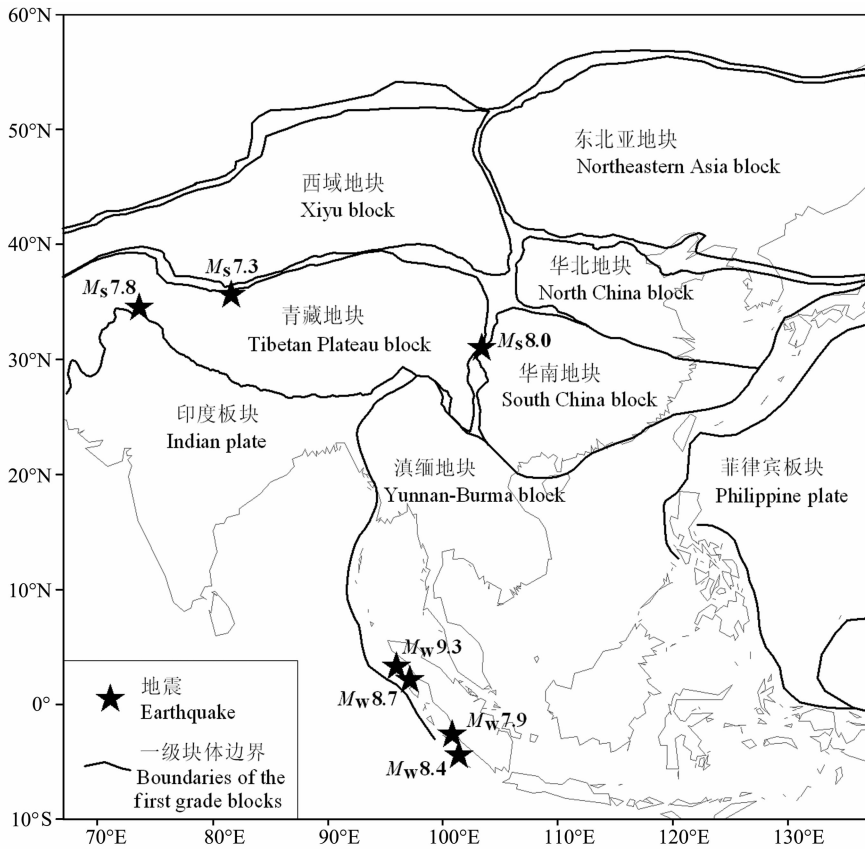 60°N
50°N
40°N
30°N
20°N
10°N
0°
10°S
东北亚地块
Northeastern Asia block
西域地块
Xiyu block
华北地块
North China block
Ms7.3
Ms7.8
青藏地块
Tibetan Plateau block
Ms8.0
华南地块
South China block
印度板块
Indian plate
滇缅地块
Yunnan-Burma block
菲律宾板块
Philippine plate
Mw9.3
Mw8.7
Mw7.9
Mw8.4
地震
Earthquake
一级块体边界
Boundaries of the
first grade blocks
70°E
80°E
90°E
100°E
110°E
120°E
130°E